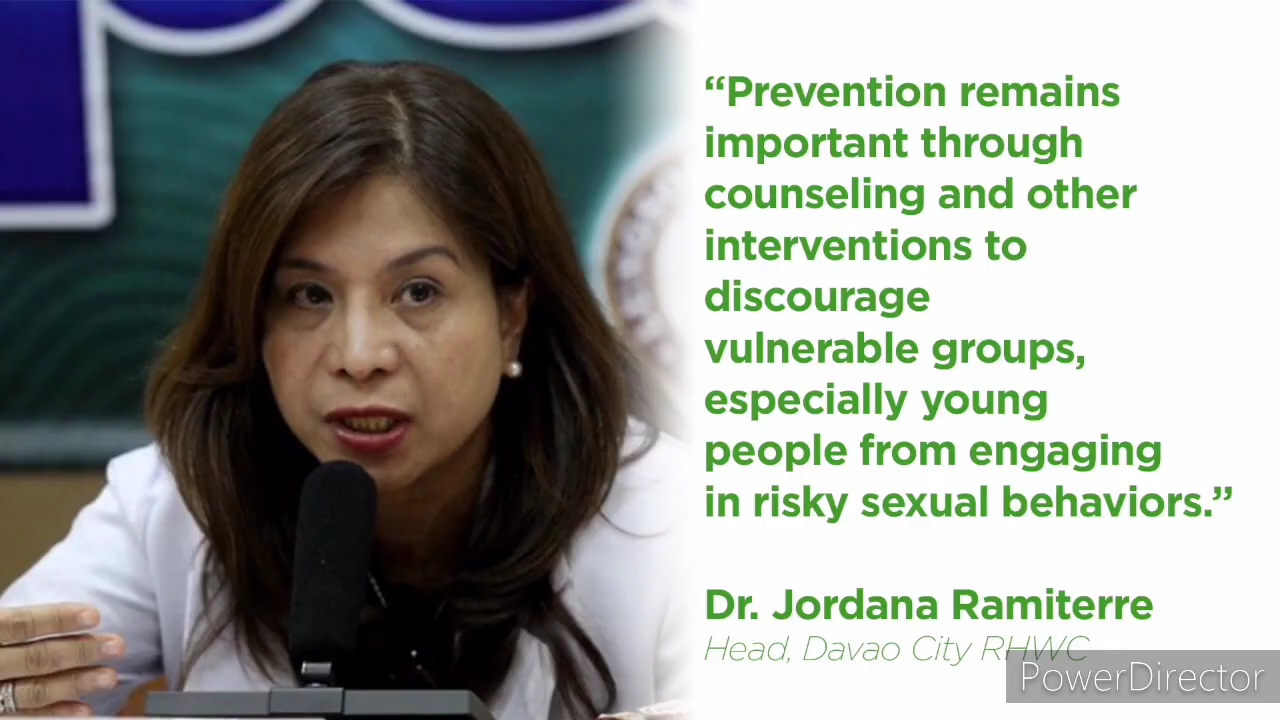 “Prevention remains
important through
counseling and other
interventions to
discourage
vulnerable groups,
especially young
people from engaging
in risky sexual behaviors.”
Dr. Jordana Ramiterre
Head, Davao City RHWC
PowerDirector